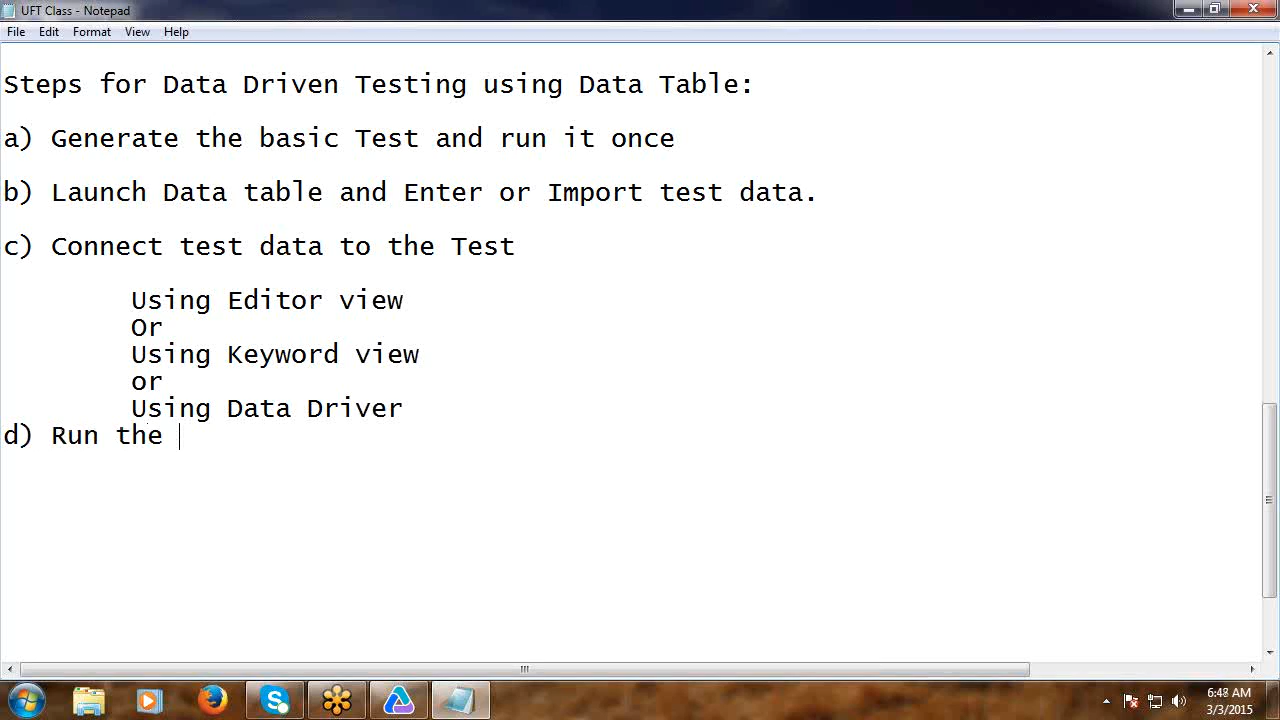 UFT Class - Notepad
File Edit Format View Help
Steps for Data Driven Testing using Data Table:
a) Generate the basic Test and run it once
b) Launch Data table and Enter or Import test data.
c) Connect test data to the Test
Using Editor view
Or
Using Keyword view
or
Using Data Driver
d) Run the
6:48 AM
3/3/2015